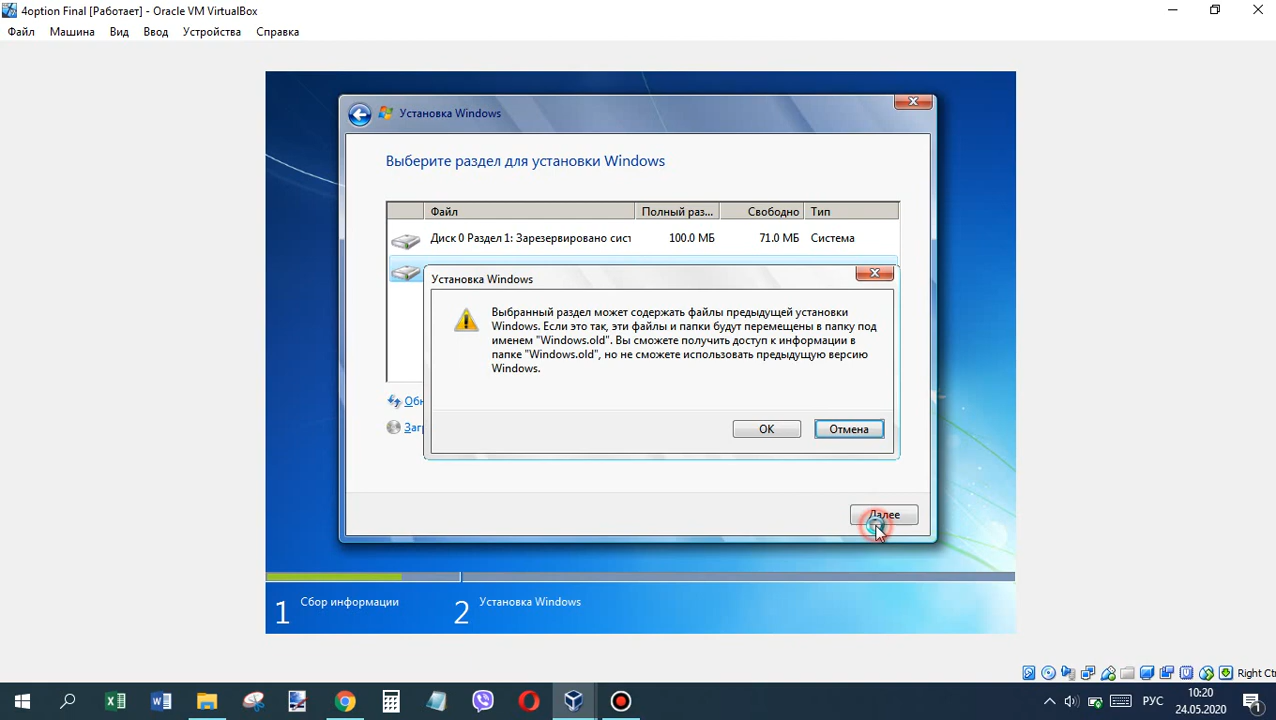 4option Final [Работает] - Oracle VM VirtualBox
Файл Машина Вид Ввод Устройства Справка
Установка Windows
Выберите раздел для установки Windows
Файл Полный раз... Свободно Тип
Диск 0 Раздел 1: Зарезервировано сист 100.0 МБ 71.0 МБ Система
Установка Windows
Выбранный раздел может содержать файлы предыдущей установки
Windows. Если это так, эти файлы и папки будут перемещены в папку под
именем "Windows.old". Вы сможете получить доступ к информации в
папке "Windows.old", но не сможете использовать предыдущую версию
Windows.
ОК Отмена
Обн
Загр
Далее
1 Сбор информации 2 Установка Windows
Right Ct
РУС 10:20
24.05.2020
1